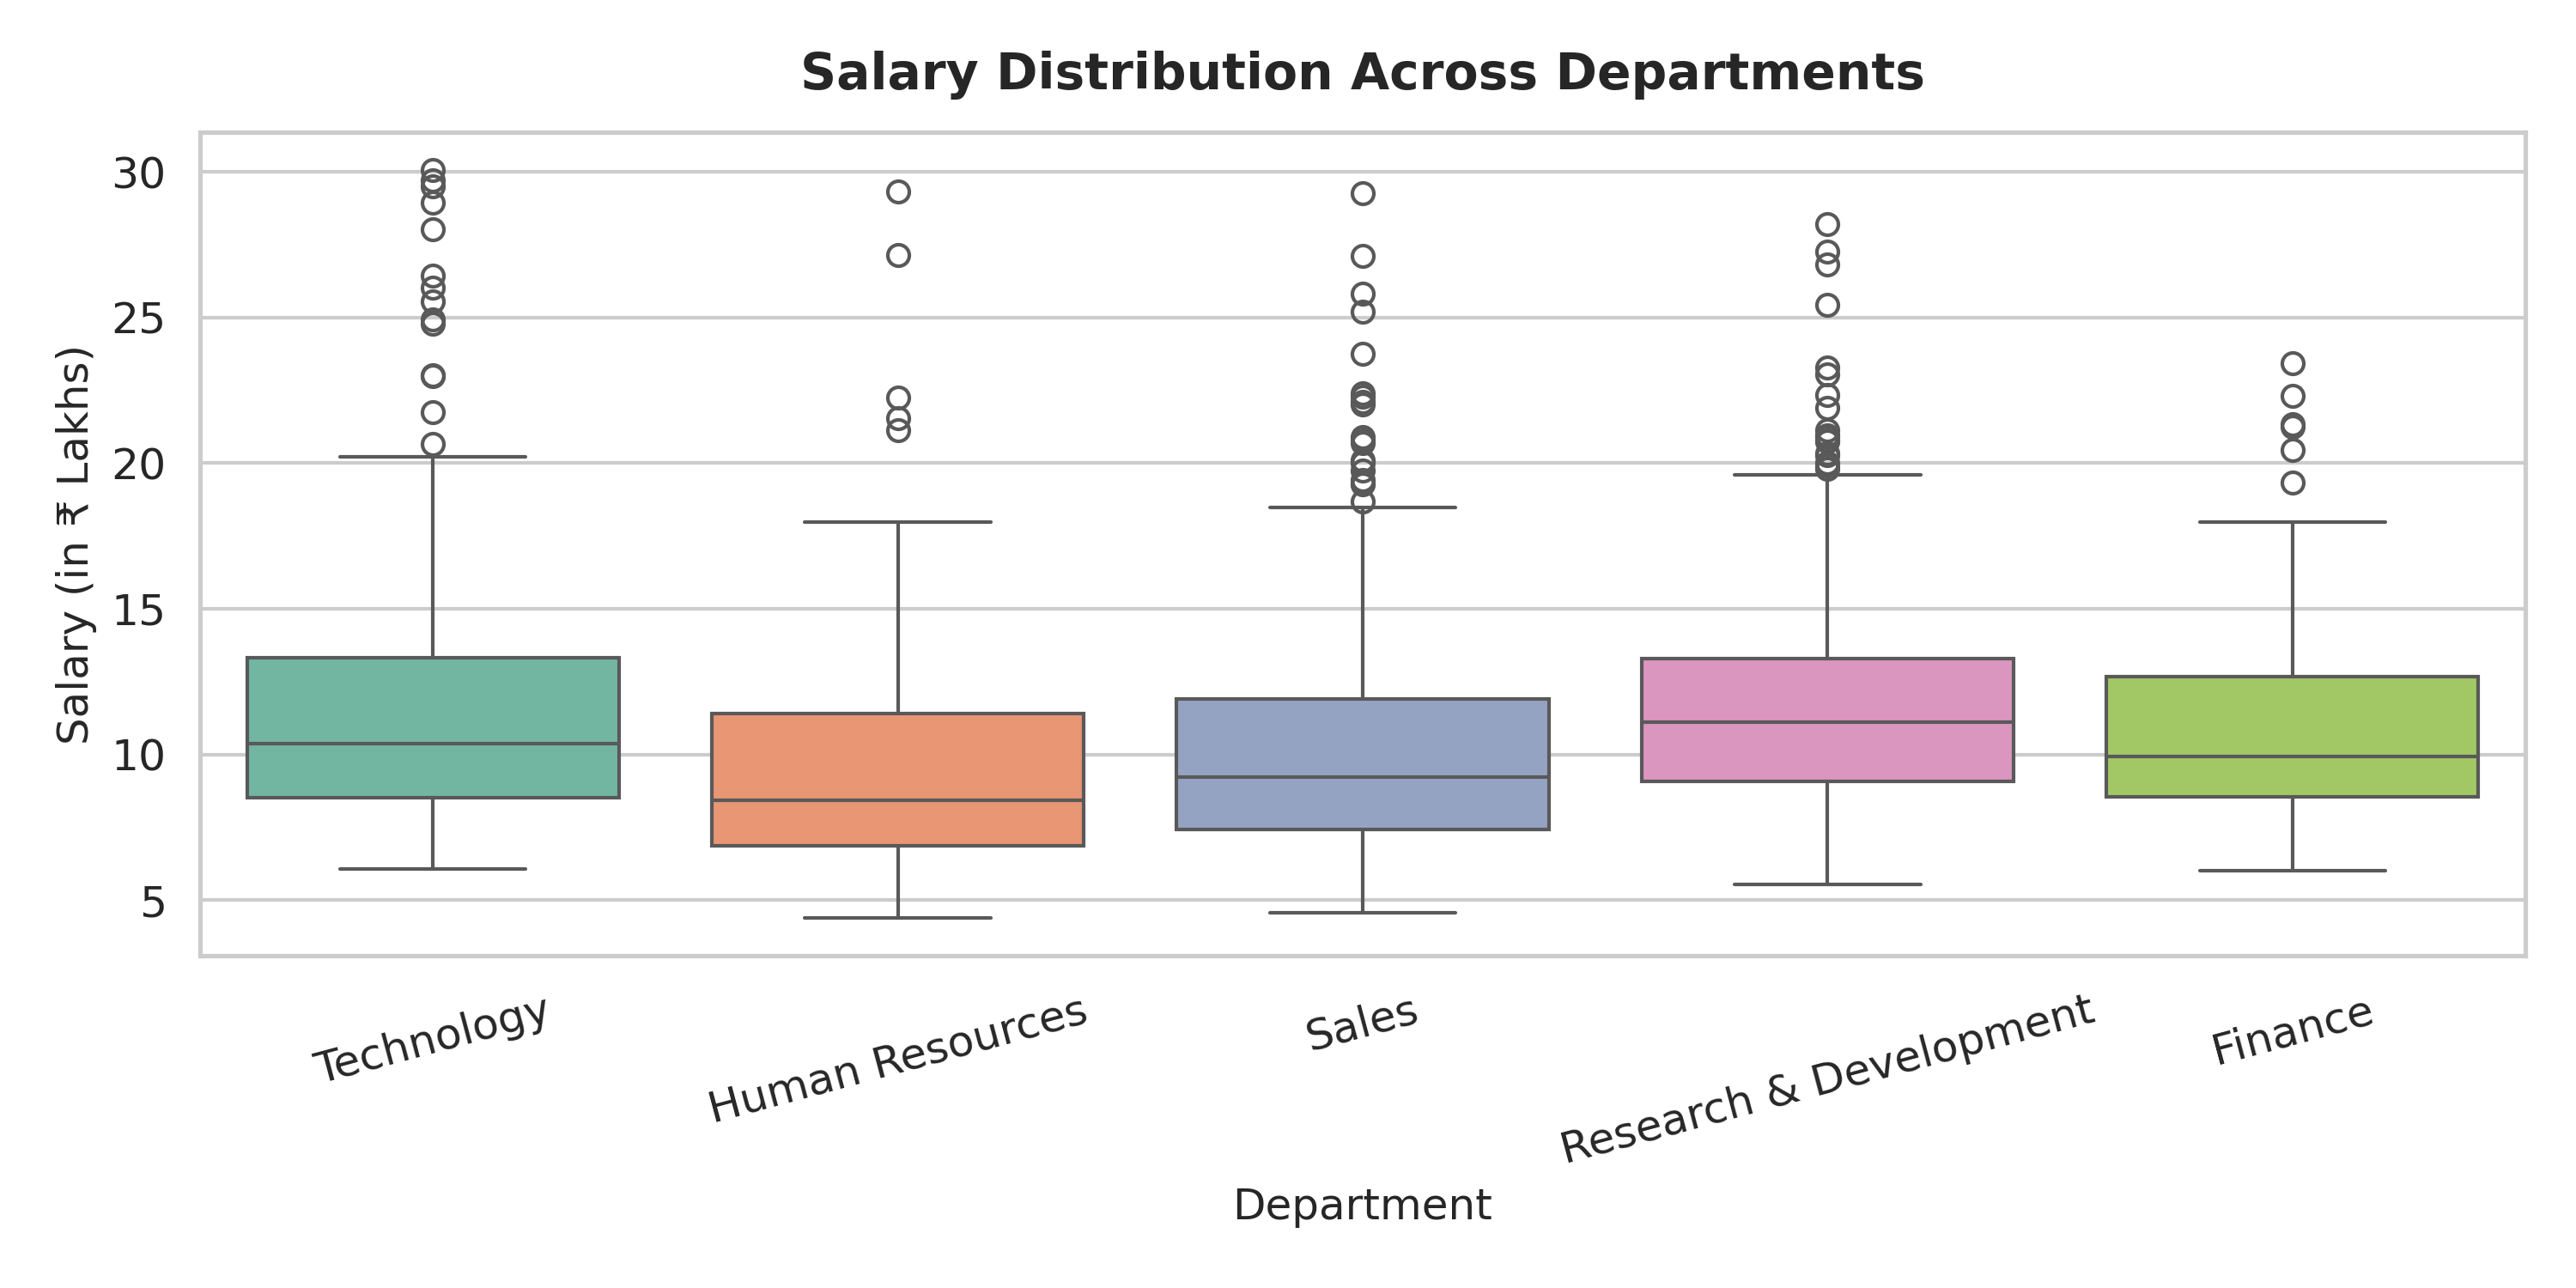 Salary Distribution Across Departments
Salary (in ₹ Lakhs)
30
25
20
15
10
5
Technology
Human Resources
Sales
Research & Development
Finance
Department